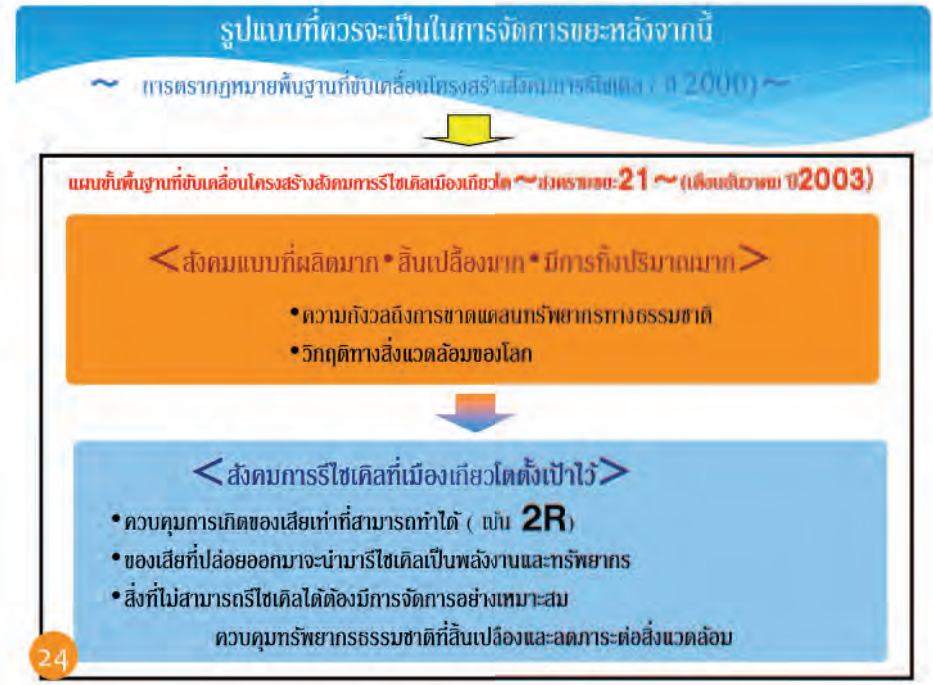 รูปแบบที่ควรจะเป็นในการจัดการขยะหลังจากนี้
~ การตรากฎหมายพื้นฐานที่ขับเคลื่อนโครงสร้างสังคมการรีไซเคิล ( ปี 2000) ~
แผนขั้นพื้นฐานที่ขับเคลื่อนโครงสร้างสังคมการรีไซเคิลเมืองเกียวโต ~สงครามขยะ21~ (เดือนธันวาคม ปี2003)
<สังคมแบบที่ผลิตมาก•สิ้นเปลื้องมาก•มีการทิ้งปริมาณมาก>
•ความกังวลถึงการขาดแคลนทรัพยากรทางธรรมชาติ
•วิกฤติทางสิ่งแวดล้อมของโลก
<สังคมการรีไซเคิลที่เมืองเกียวโตตั้งเป้าไว้>
•ควบคุมการเกิดของเสียเท่าที่สามารถทำได้ ( เน้น 2R)
•ของเสียที่ปล่อยออกมาจะนำมารีไซเคิลเป็นพลังงานและทรัพยากร
•สิ่งที่ไม่สามารถรีไซเคิลได้ต้องมีการจัดการอย่างเหมาะสม
ควบคุมทรัพยากรธรรมชาติที่สิ้นเปลืองและลดภาระต่อสิ่งแวดล้อม
24